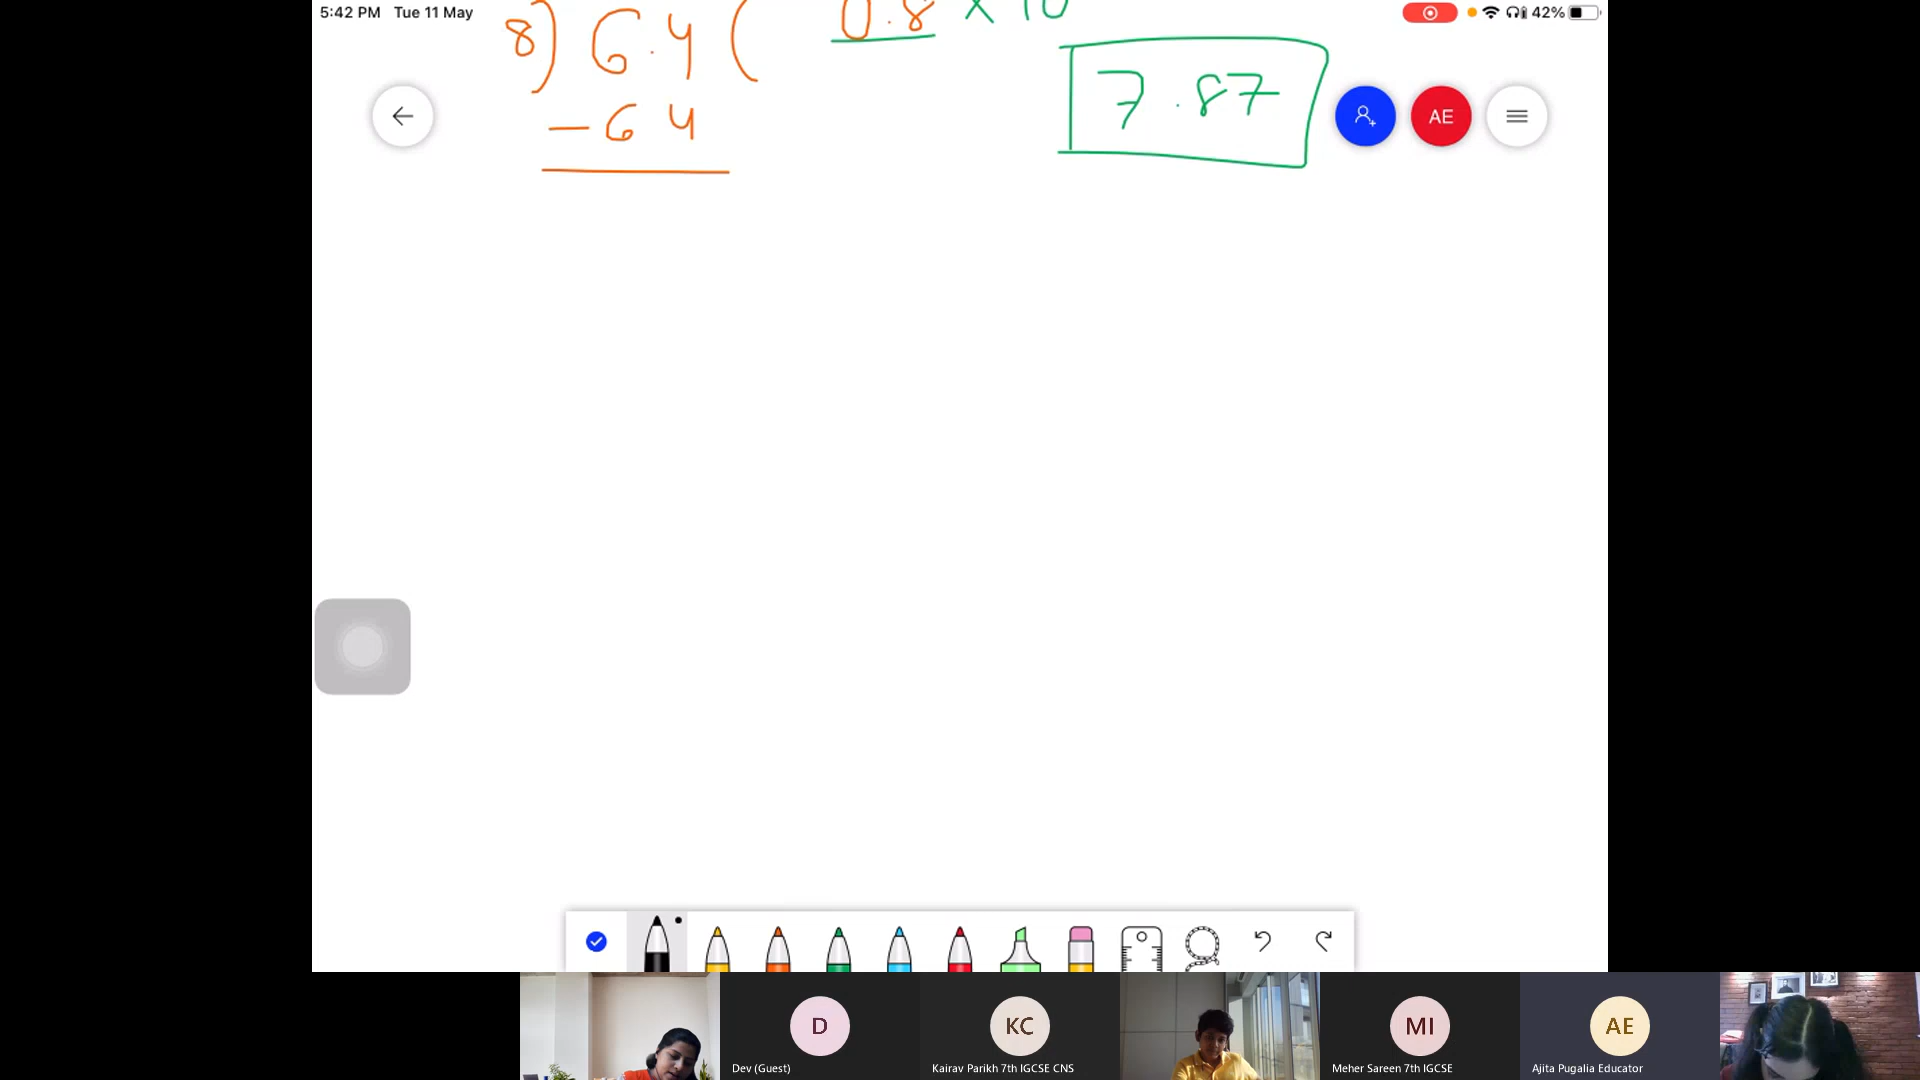 5:42 PM Tue 11 May 42%
8) 6.4 ( 0.8 × 10
7.87
- 6 4
AE
D KC MI AE
Dev (Guest) Kairav Parikh 7th IGCSE CNS Meher Sareen 7th IGCSE Ajita Pugalia Educator